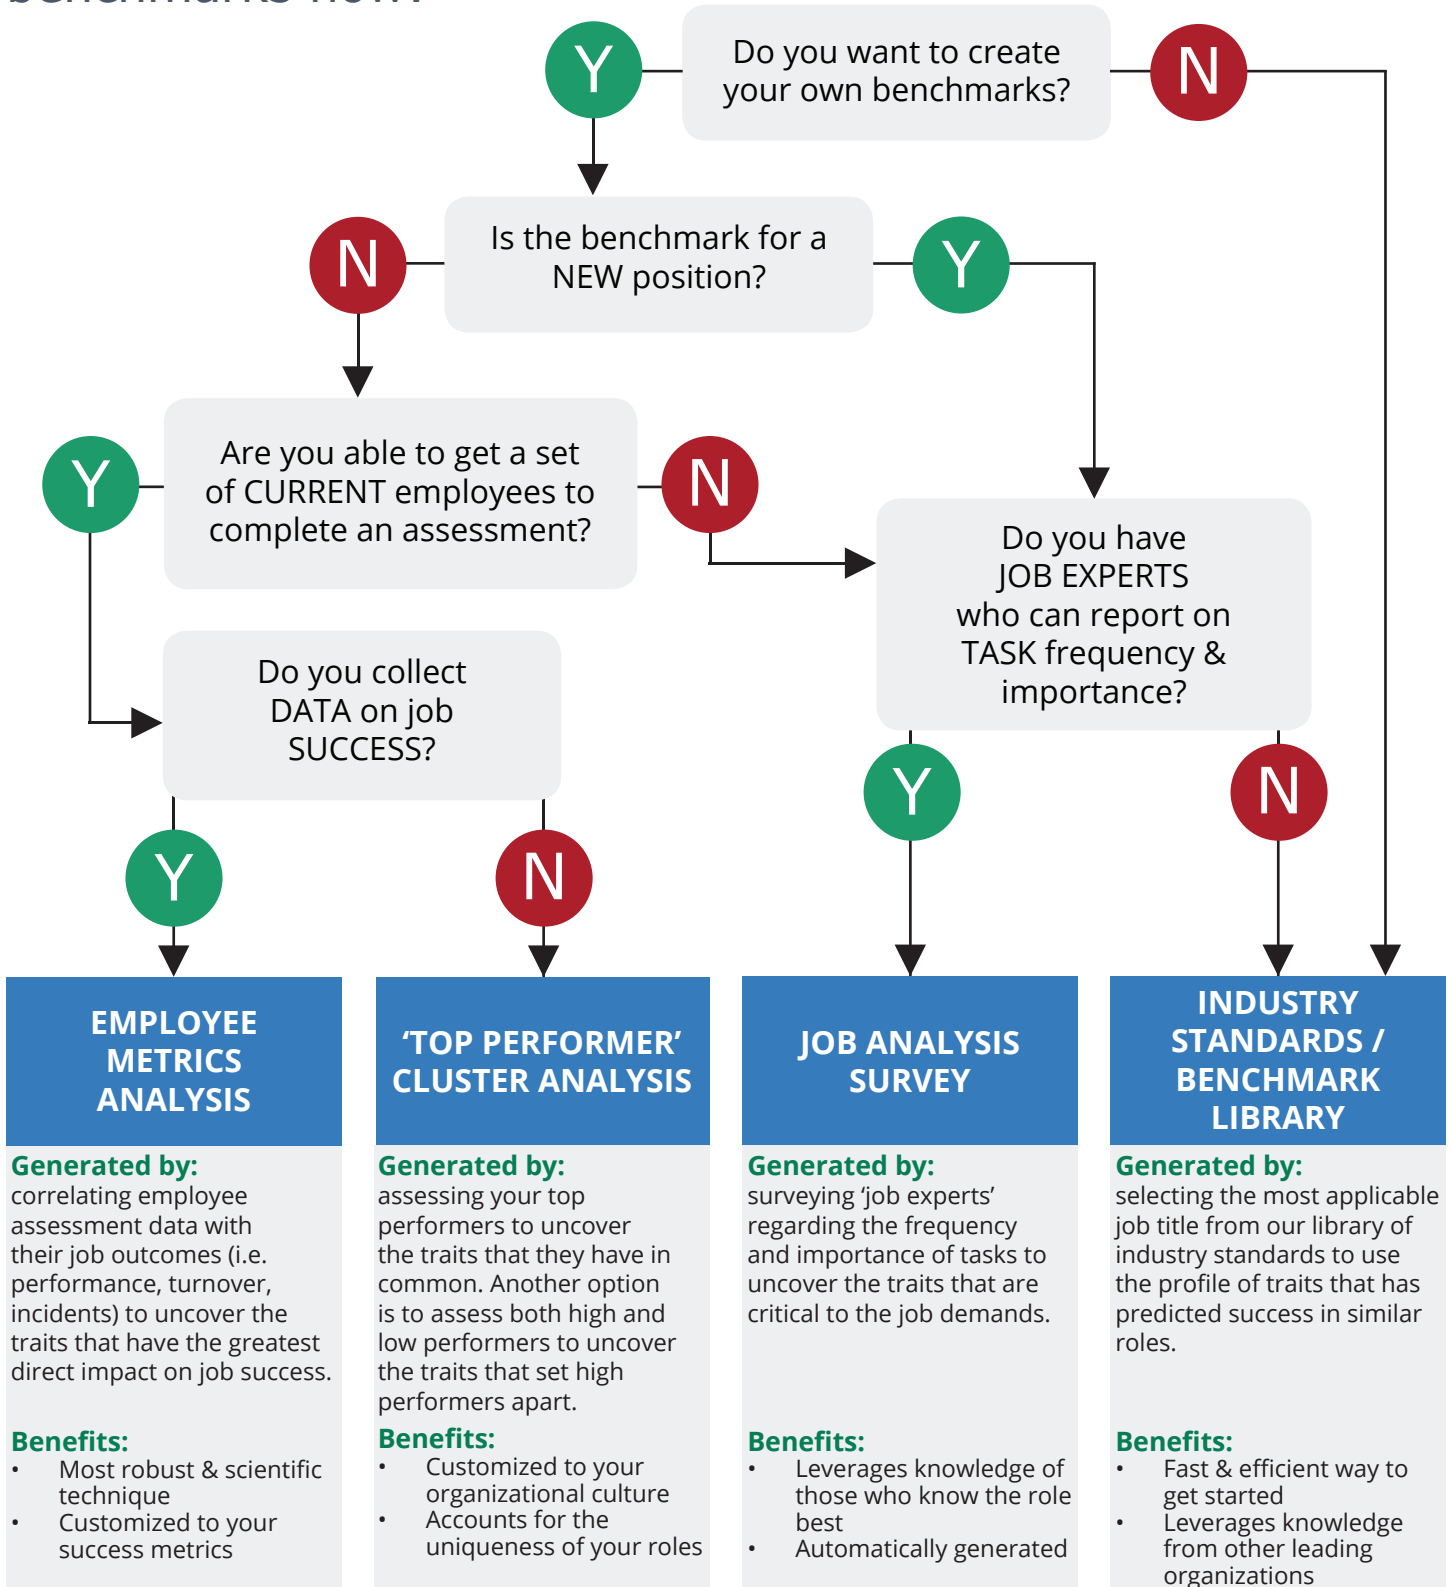 Y
Do you want to create
your own benchmarks?
N
N
Is the benchmark for a
NEW position?
Y
Y
Are you able to get a set
of CURRENT employees to
complete an assessment?
N
Do you have
JOB EXPERTS
who can report on
TASK frequency &
importance?
Do you collect
DATA on job
SUCCESS?
Y
N
Y
N
EMPLOYEE
METRICS
ANALYSIS
Generated by:
correlating employee
assessment data with
their job outcomes (i.e.
performance, turnover,
incidents) to uncover the
traits that have the greatest
direct impact on job success.
Benefits:
• Most robust & scientific
technique
• Customized to your
success metrics
‘TOP PERFORMER’
CLUSTER ANALYSIS
Generated by:
assessing your top
performers to uncover
the traits that they have in
common. Another option
is to assess both high and
low performers to uncover
the traits that set high
performers apart.
Benefits:
• Customized to your
organizational culture
• Accounts for the
uniqueness of your roles
JOB ANALYSIS
SURVEY
Generated by:
surveying ‘job experts’
regarding the frequency
and importance of tasks to
uncover the traits that are
critical to the job demands.
Benefits:
• Leverages knowledge of
those who know the role
best
• Automatically generated
INDUSTRY
STANDARDS /
BENCHMARK
LIBRARY
Generated by:
selecting the most applicable
job title from our library of
industry standards to use
the profile of traits that has
predicted success in similar
roles.
Benefits:
• Fast & efficient way to
get started
• Leverages knowledge
from other leading
organizations